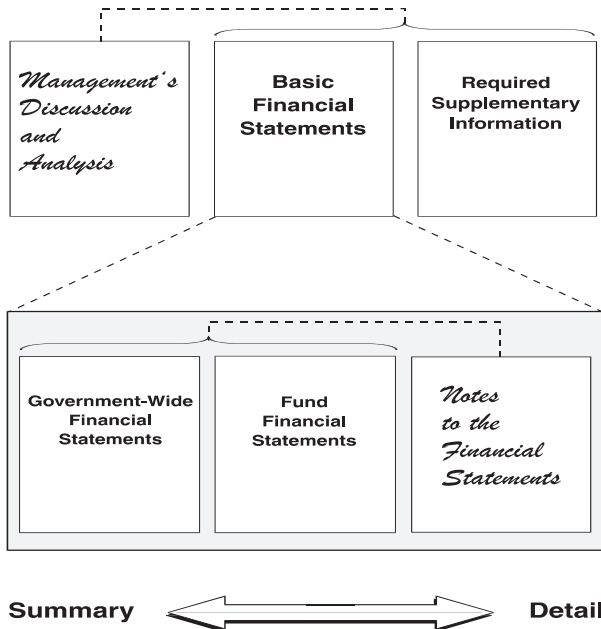 Management's
Discussion
and
Analysis
Basic
Financial
Statements
Required
Supplementary
Information
Government-Wide
Financial
Statements
Fund
Financial
Statements
Notes
to the
Financial
Statements
Summary
Detail